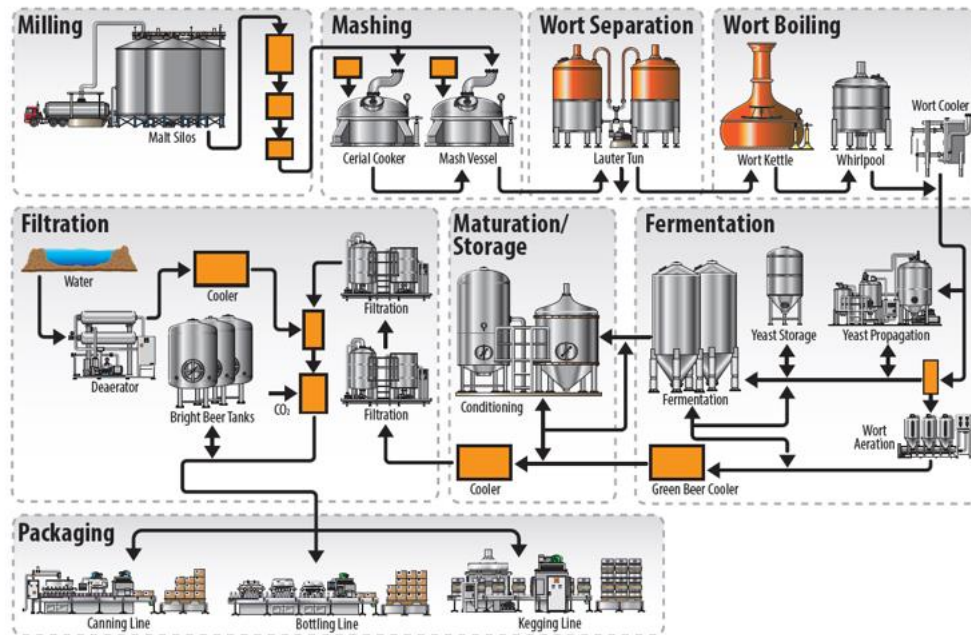 Milling
Malt Silos
Mashing
Cerial Cooker
Mash Vessel
Wort Separation
Lauter Tun
Wort Boiling
Wort Kettle
Whirlpool
Wort Cooler
Filtration
Water
Cooler
Deaerator
Bright Beer Tanks
CO₂
Filtration
Filtration
Maturation/
Storage
Conditioning
Cooler
Fermentation
Fermentation
Yeast Storage
Yeast Propagation
Wort
Aeration
Green Beer Cooler
Packaging
Canning Line
Bottling Line
Kegging Line